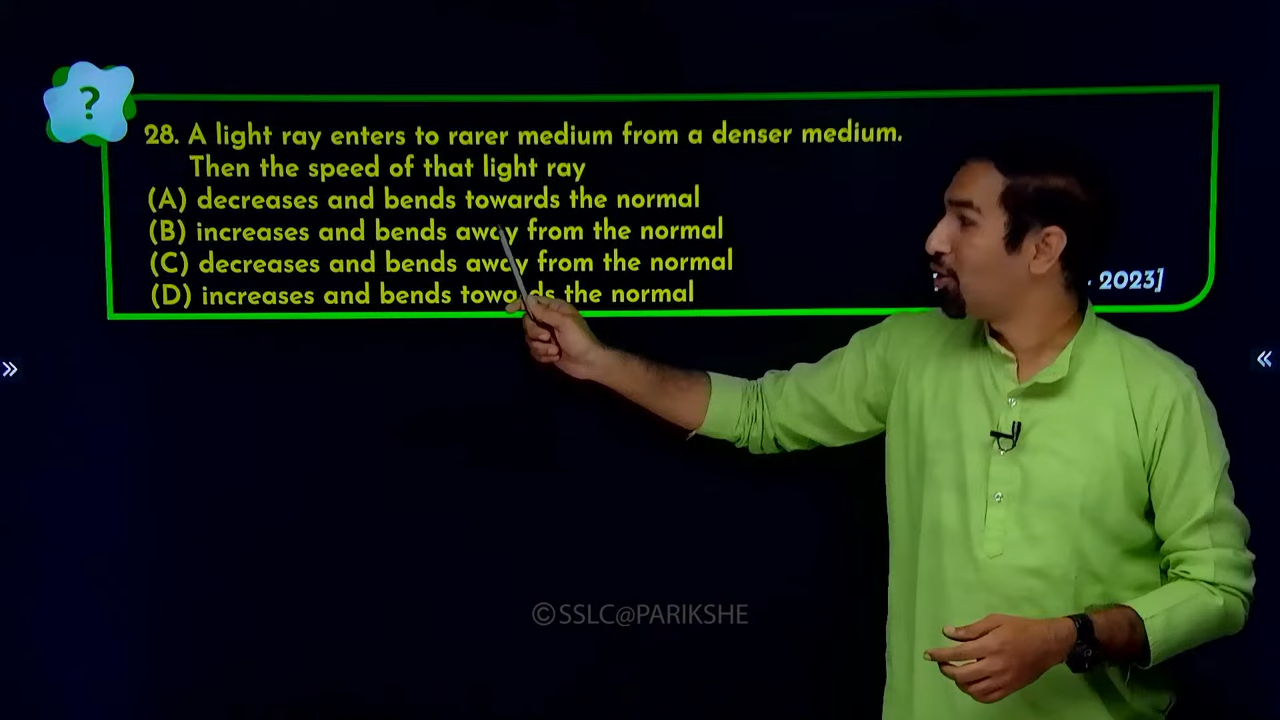 ?
28. A light ray enters to rarer medium from a denser medium.
Then the speed of that light ray
(A) decreases and bends towards the normal
(B) increases and bends away from the normal
(C) decreases and bends away from the normal
(D) increases and bends towards the normal
2023]
»
«
©SSLC@PARIKSHE